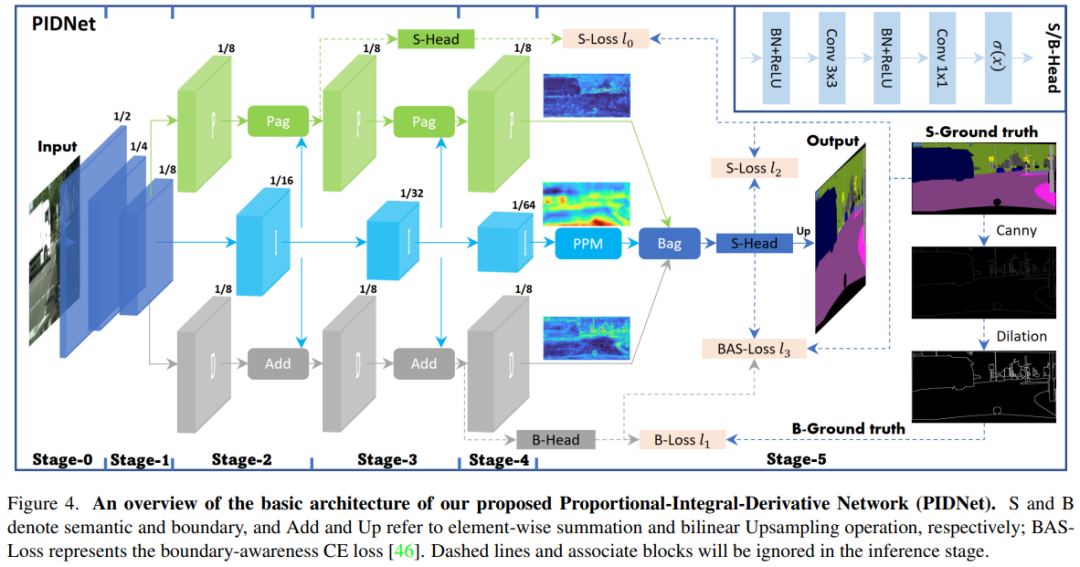 PIDNet
1/8
1/8
S-Head
1/8
S-Loss l₀
BN+ReLU
Conv 3x3
BN+ReLU
Conv 1x1
σ(x)
S/B-Head
Input
1/2
1/4
1/8
P
Pag
P
Pag
P
1/16
1/32
1/64
I
I
I
PPM
Bag
S-Head
Up
Output
S-Loss l₂
S-Ground truth
Canny
Dilation
1/8
1/8
1/8
D
Add
D
Add
D
BAS-Loss l₃
B-Head
B-Loss l₁
B-Ground truth
Stage-0
Stage-1
Stage-2
Stage-3
Stage-4
Stage-5
Figure 4. An overview of the basic architecture of our proposed Proportional-Integral-Derivative Network (PIDNet). S and B
denote semantic and boundary, and Add and Up refer to element-wise summation and bilinear Upsampling operation, respectively; BAS-
Loss represents the boundary-awareness CE loss [46]. Dashed lines and associate blocks will be ignored in the inference stage.